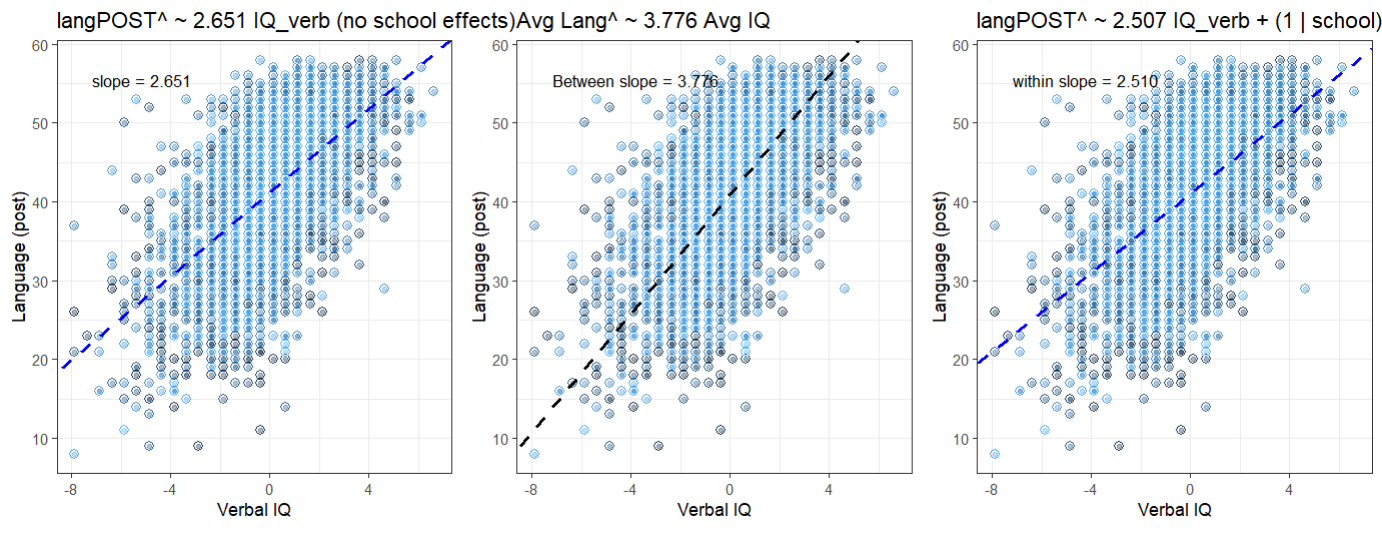 langPOST^ ~ 2.651 IQ_verb (no school effects)
slope = 2.651
Language (post)
60
50
40
30
20
10
-8
-4
0
4
Verbal IQ
Avg Lang^ ~ 3.776 Avg IQ
Between slope = 3.776
Language (post)
60
50
40
30
20
10
-8
-4
0
4
Verbal IQ
langPOST^ ~ 2.507 IQ_verb + (1 | school)
within slope = 2.510
Language (post)
60
50
40
30
20
10
-8
-4
0
4
Verbal IQ